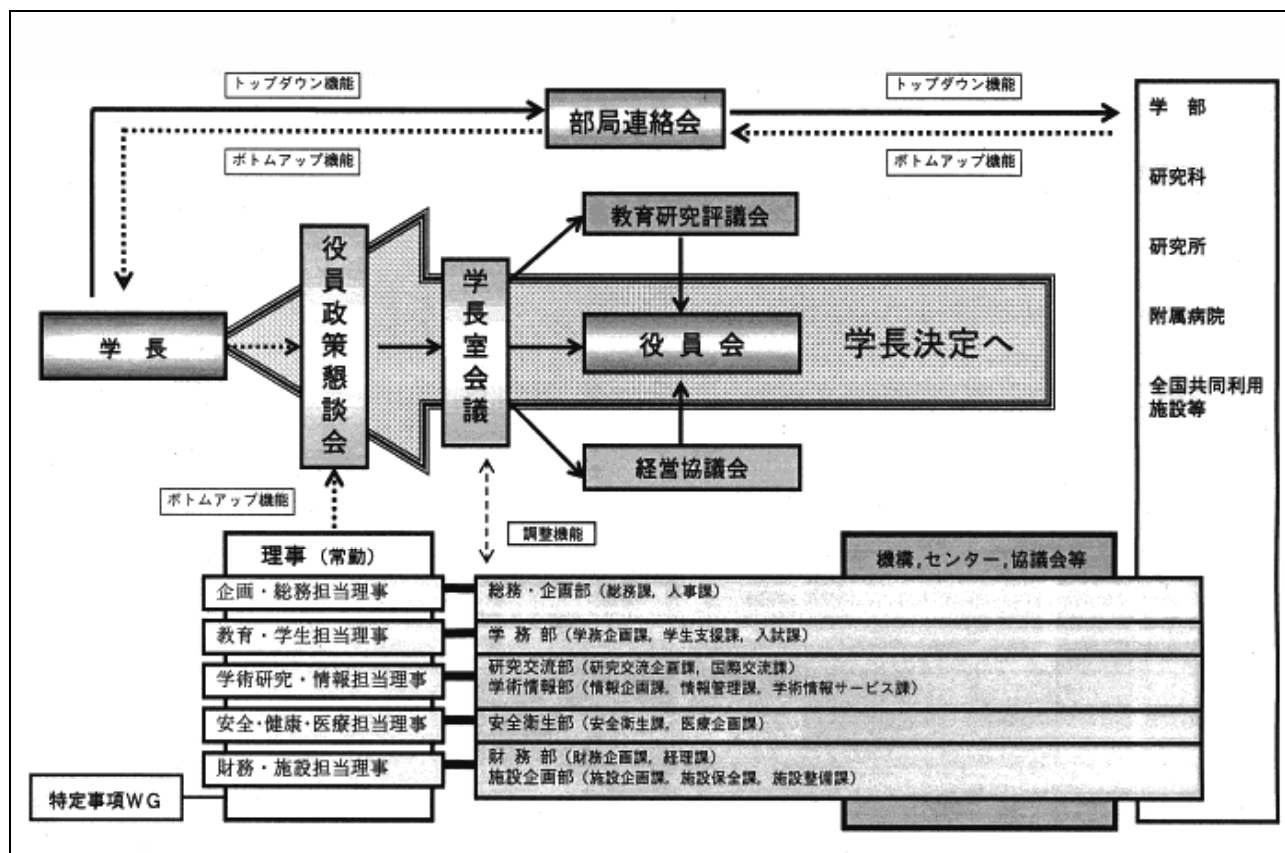 トップダウン機能
トップダウン機能
部局連絡会
ボトムアップ機能
ボトムアップ機能
学　部
研究科
研究所
附属病院
全国共同利用
施設等
教育研究評議会
役員政策懇談会
学長室会議
学　長
役　員　会
学長決定へ
経営協議会
ボトムアップ機能
調整機能
理事（常勤）
機構，センター，協議会等
企画・総務担当理事
総務・企画部（総務課，人事課）
教育・学生担当理事
学 務 部（学務企画課，学生支援課，入試課）
学術研究・情報担当理事
研究交流部（研究交流企画課，国際交流課）
学術情報部（情報企画課，情報管理課，学術情報サービス課）
安全・健康・医療担当理事
安全衛生部（安全衛生課，医療企画課）
財務・施設担当理事
財 務 部（財務企画課，経理課）
施設企画部（施設企画課，施設保全課，施設整備課）
特定事項WG